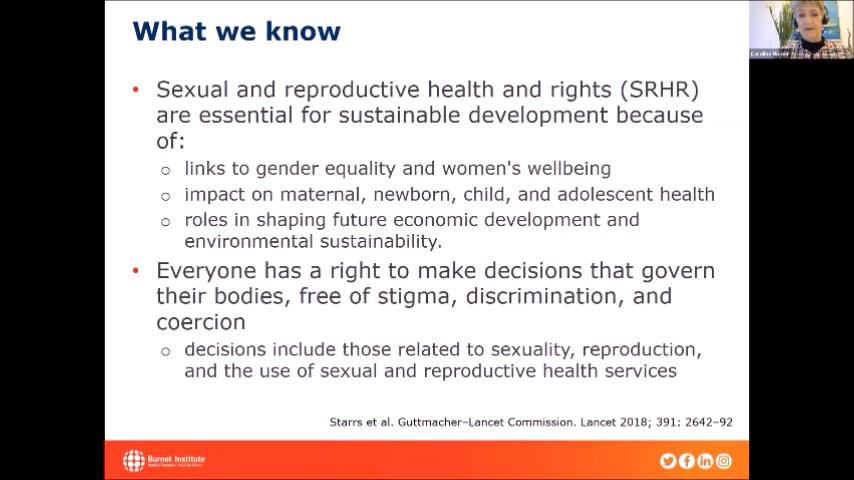 What we know
• Sexual and reproductive health and rights (SRHR)
are essential for sustainable development because
of:
o links to gender equality and women's wellbeing
o impact on maternal, newborn, child, and adolescent health
o roles in shaping future economic development and
environmental sustainability.
• Everyone has a right to make decisions that govern
their bodies, free of stigma, discrimination, and
coercion
o decisions include those related to sexuality, reproduction,
and the use of sexual and reproductive health services
Starrs et al. Guttmacher–Lancet Commission. Lancet 2018; 391: 2642–92
Burnet Institute